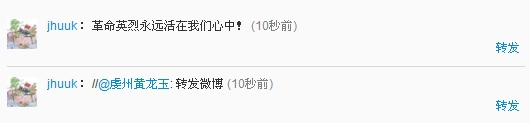 jhuuk：革命英烈永远活在我们心中！ (10秒前)
转发
jhuuk：//@虔州黄龙玉: 转发微博 (10秒前)
转发